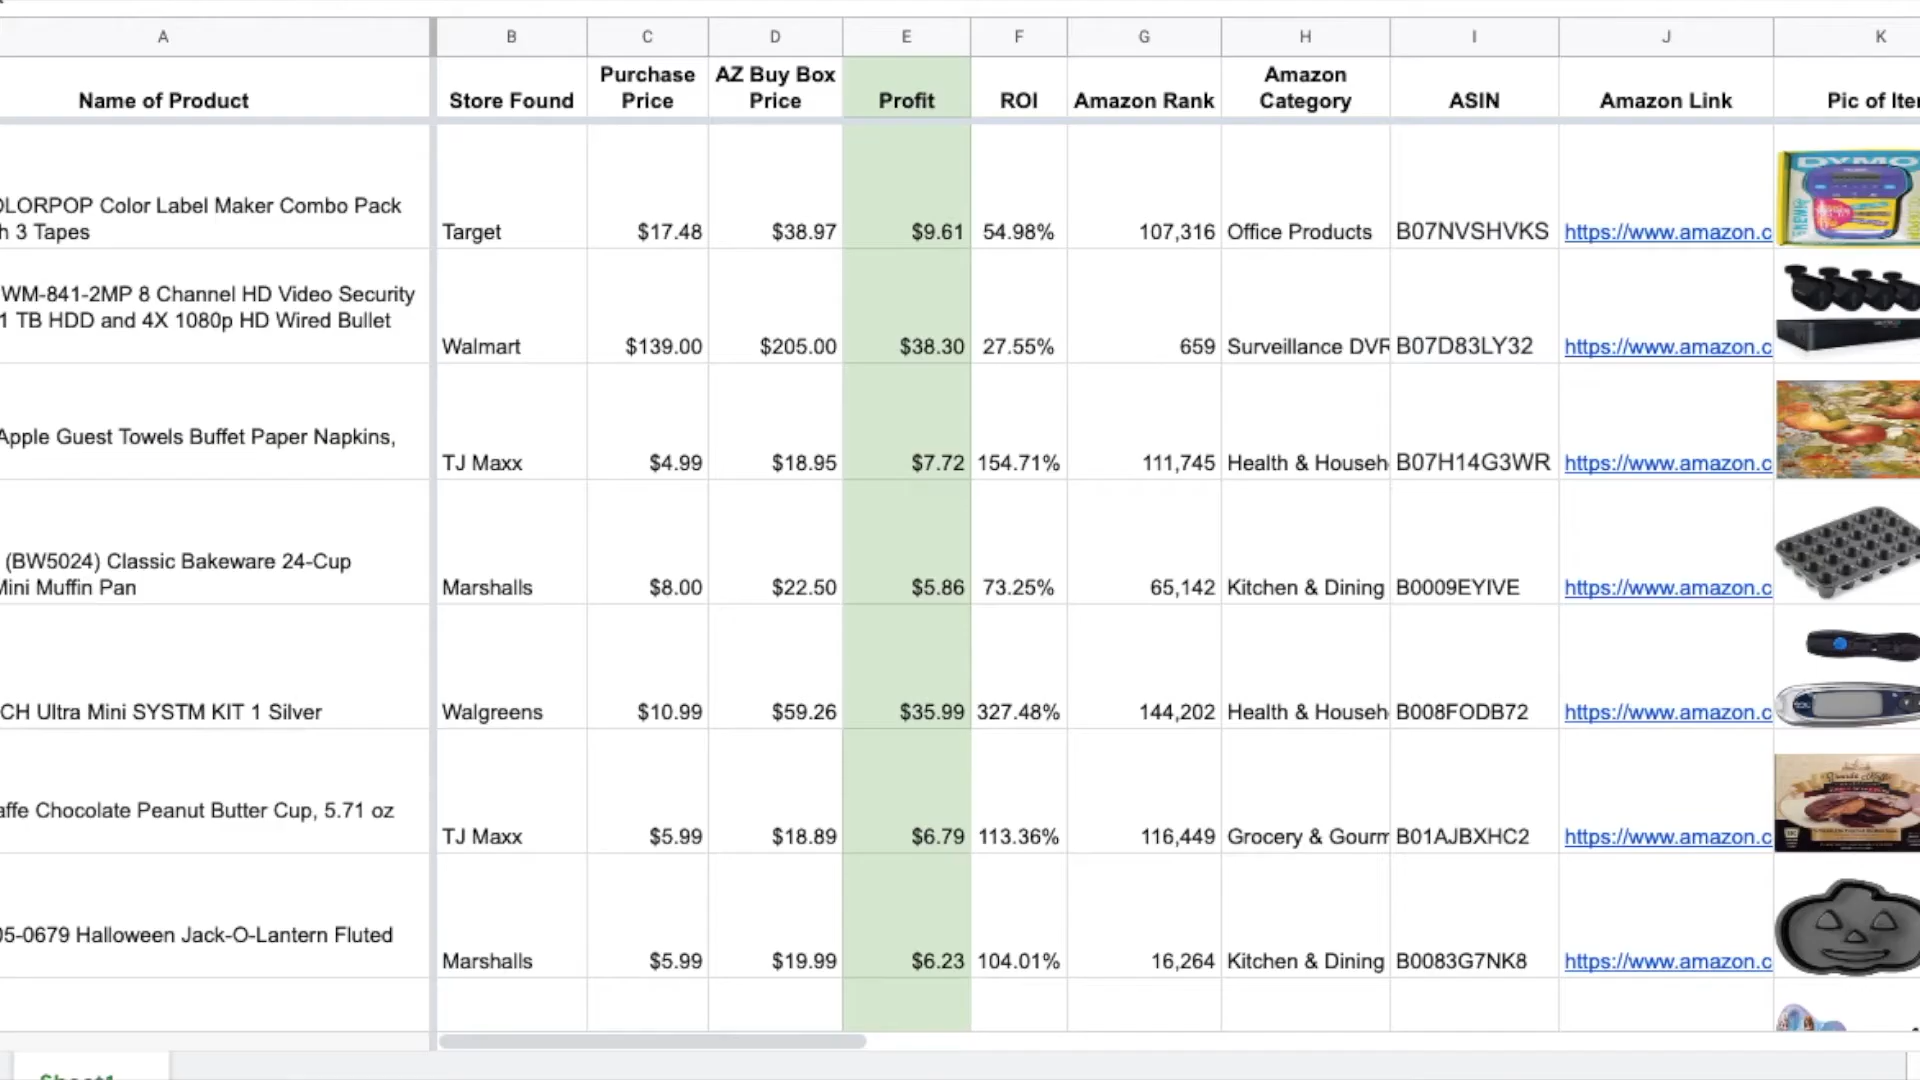 A B C D E F G H I J K
Name of Product Store Found Purchase Price AZ Buy Box Price Profit ROI Amazon Rank Amazon Category ASIN Amazon Link Pic of Iter
DYMO
OLORPOP Color Label Maker Combo Pack
h 3 Tapes Target $17.48 $38.97 $9.61 54.98% 107,316 Office Products B07NVSHVKS https://www.amazon.c
WM-841-2MP 8 Channel HD Video Security
1 TB HDD and 4X 1080p HD Wired Bullet
Walmart $139.00 $205.00 $38.30 27.55% 659 Surveillance DVR B07D83LY32 https://www.amazon.c
Apple Guest Towels Buffet Paper Napkins,
TJ Maxx $4.99 $18.95 $7.72 154.71% 111,745 Health & Househ B07H14G3WR https://www.amazon.c
(BW5024) Classic Bakeware 24-Cup
Mini Muffin Pan Marshalls $8.00 $22.50 $5.86 73.25% 65,142 Kitchen & Dining B0009EYIVE https://www.amazon.c
CH Ultra Mini SYSTM KIT 1 Silver Walgreens $10.99 $59.26 $35.99 327.48% 144,202 Health & Househ B008FODB72 https://www.amazon.c
affe Chocolate Peanut Butter Cup, 5.71 oz
TJ Maxx $5.99 $18.89 $6.79 113.36% 116,449 Grocery & Gourm B01AJBXHC2 https://www.amazon.c
05-0679 Halloween Jack-O-Lantern Fluted
Marshalls $5.99 $19.99 $6.23 104.01% 16,264 Kitchen & Dining B0083G7NK8 https://www.amazon.c
Sheet1